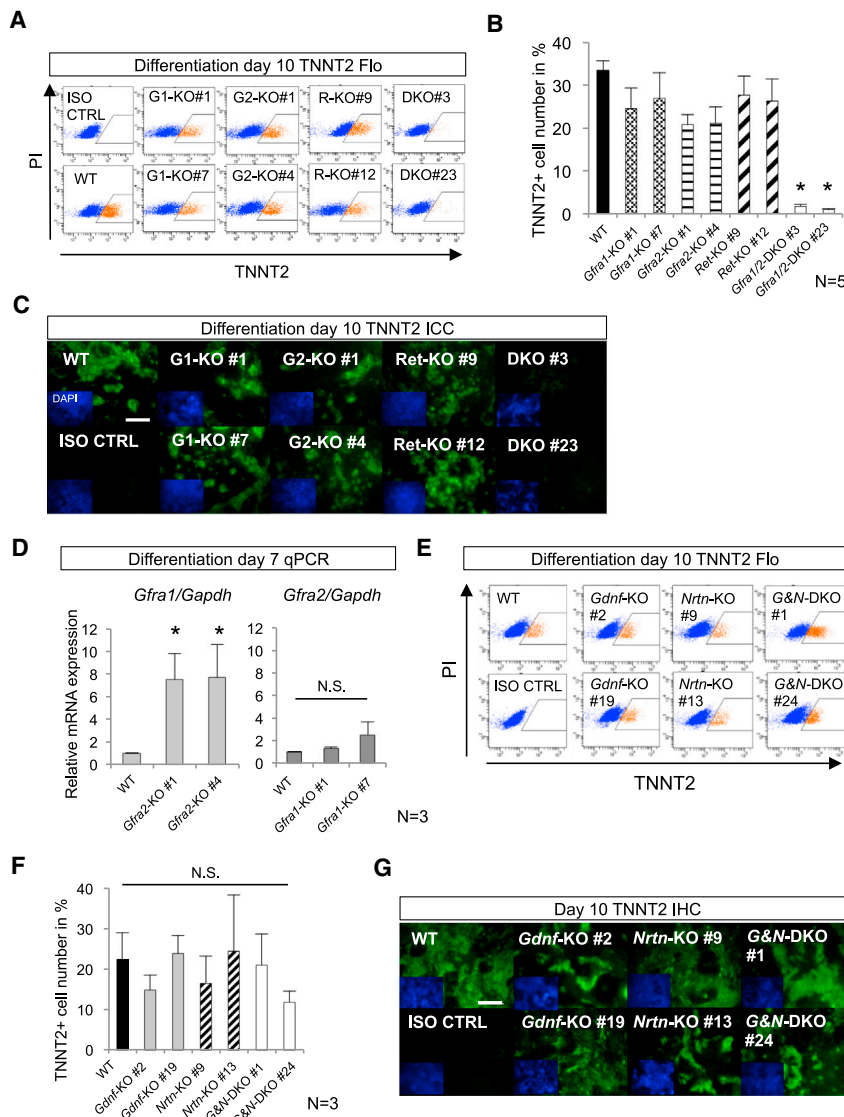 A
Differentiation day 10 TNNT2 Flo
PI
ISO CTRL
G1-KO#1
G2-KO#1
R-KO#9
DKO#3
WT
G1-KO#7
G2-KO#4
R-KO#12
DKO#23
TNNT2
B
TNNT2+ cell number in %
40
30
20
10
0
WT
Gfra1-KO #1
Gfra1-KO #7
Gfra2-KO #1
Gfra2-KO #4
Ret-KO #9
Ret-KO #12
Gfra1/2-DKO #3
Gfra1/2-DKO #23
* *
N=5
C
Differentiation day 10 TNNT2 ICC
WT
G1-KO #1
G2-KO #1
Ret-KO #9
DKO #3
DAPI
ISO CTRL
G1-KO #7
G2-KO #4
Ret-KO #12
DKO #23
D
Differentiation day 7 qPCR
Gfra1/Gapdh
Gfra2/Gapdh
Relative mRNA expression
12
10
8
6
4
2
0
* *
WT
Gfra2-KO #1
Gfra2-KO #4
12
10
8
6
4
2
0
N.S.
WT
Gfra1-KO #1
Gfra1-KO #7
N=3
E
Differentiation day 10 TNNT2 Flo
PI
WT
Gdnf-KO #2
Nrtn-KO #9
G&N-DKO #1
ISO CTRL
Gdnf-KO #19
Nrtn-KO #13
G&N-DKO #24
TNNT2
F
N.S.
TNNT2+ cell number in %
40
30
20
10
0
WT
Gdnf-KO #2
Gdnf-KO #19
Nrtn-KO #9
Nrtn-KO #13
G&N-DKO #1
G&N-DKO #24
N=3
G
Day 10 TNNT2 IHC
WT
Gdnf-KO #2
Nrtn-KO #9
G&N-DKO #1
ISO CTRL
Gdnf-KO #19
Nrtn-KO #13
G&N-DKO #24